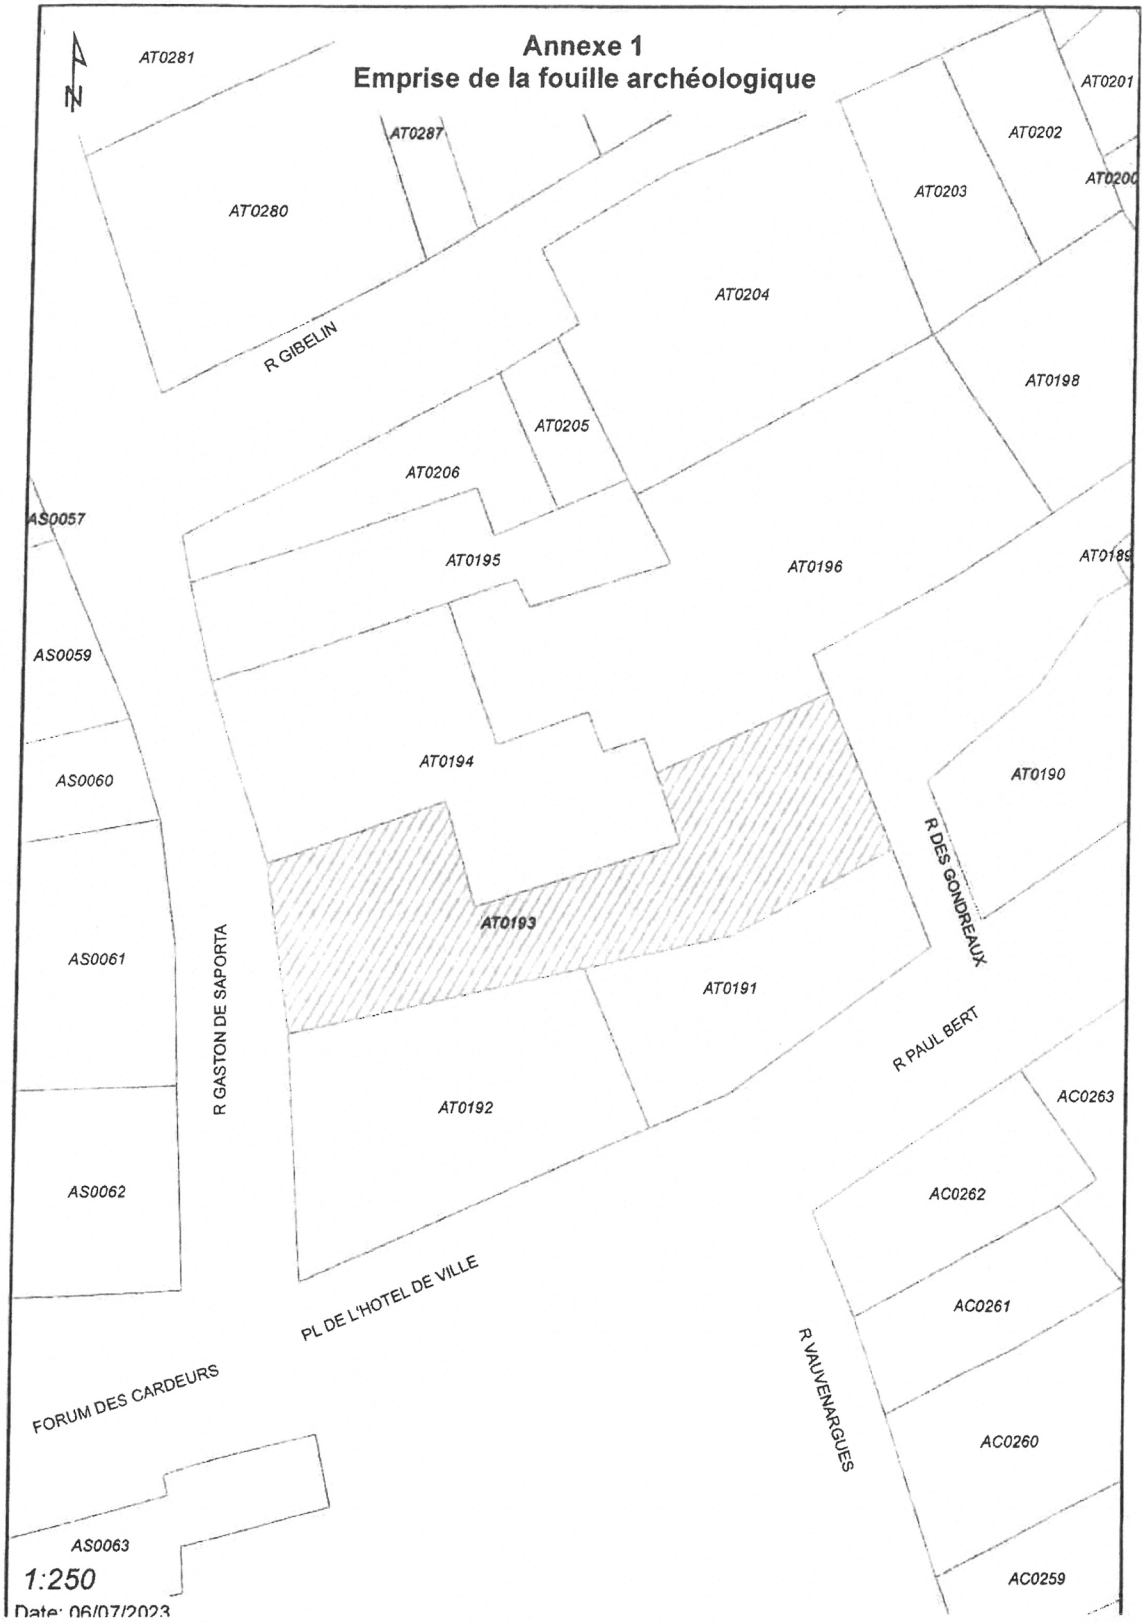 Annexe 1
Emprise de la fouille archéologique
N
AT0281
AT0201
AT0287
AT0202
AT0200
AT0203
AT0280
AT0204
R GIBELIN
AT0198
AT0205
AT0206
AS0057
AT0195
AT0196
AT0189
AS0059
AT0194
AS0060
AT0190
R DES GONDREAUX
AT0193
AS0061
R GASTON DE SAPORTA
AT0191
R PAUL BERT
AT0192
AC0263
AS0062
AC0262
PL DE L'HOTEL DE VILLE
AC0261
R VAUVENARGUES
FORUM DES CARDEURS
AC0260
AS0063
1:250
AC0259
Date: 06/07/2023